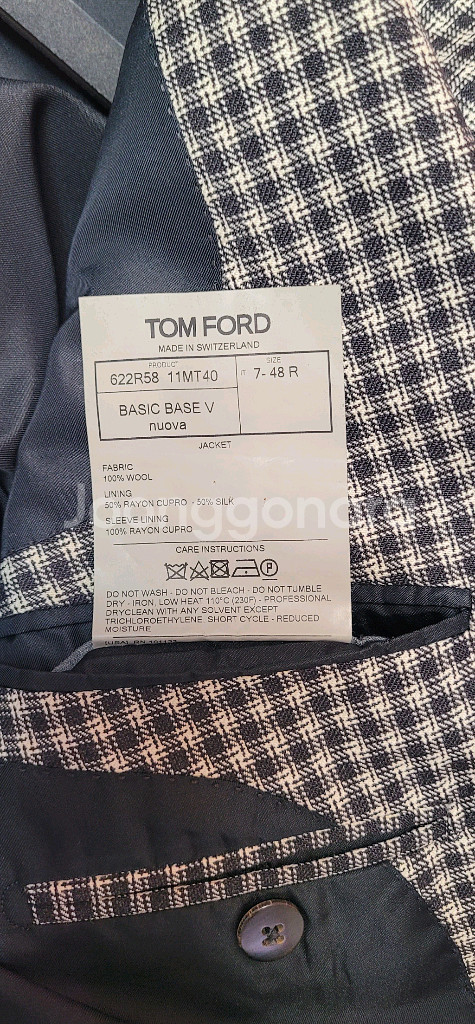 TOM FORD
MADE IN SWITZERLAND
PRODUCT
622R58 11MT40
SIZE
IT 7- 48 R
BASIC BASE V
nuova
JACKET
FABRIC
100% WOOL
LINING
50% RAYON CUPRO - 50% SILK
SLEEVE LINING
100% RAYON CUPRO
CARE INSTRUCTIONS
P
DO NOT WASH - DO NOT BLEACH - DO NOT TUMBLE
DRY - IRON, LOW HEAT 110°C (230F) - PROFESSIONAL
DRYCLEAN WITH ANY SOLVENT EXCEPT
TRICHLOROETHYLENE. SHORT CYCLE - REDUCED
MOISTURE